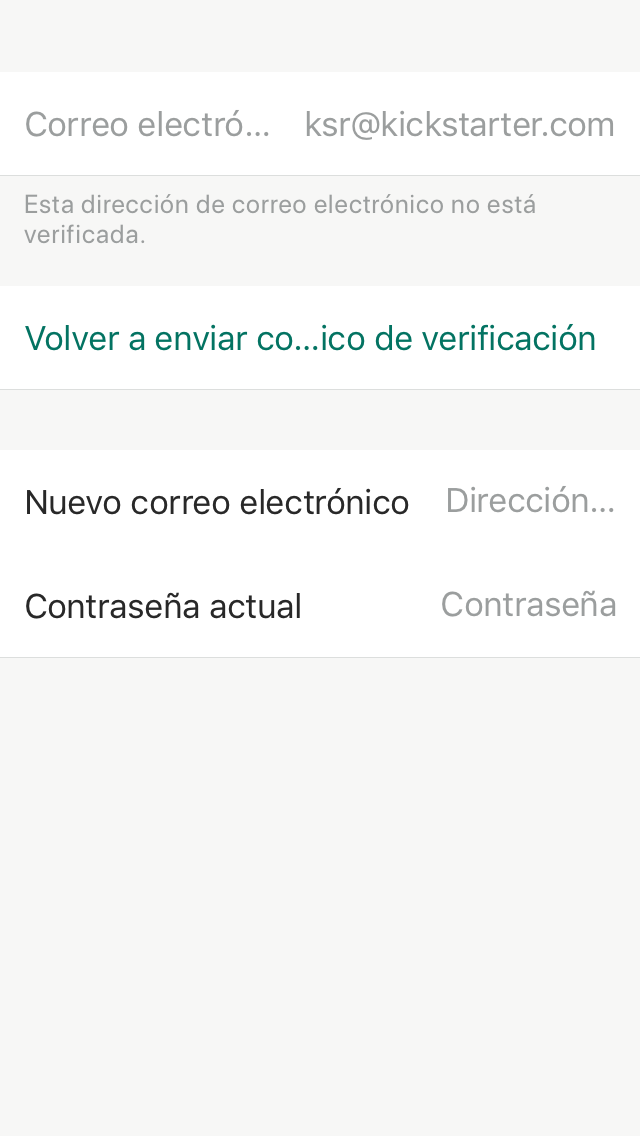 Correo electró... ksr@kickstarter.com
Esta dirección de correo electrónico no está
verificada.
Volver a enviar co...ico de verificación
Nuevo correo electrónico Dirección...
Contraseña actual Contraseña